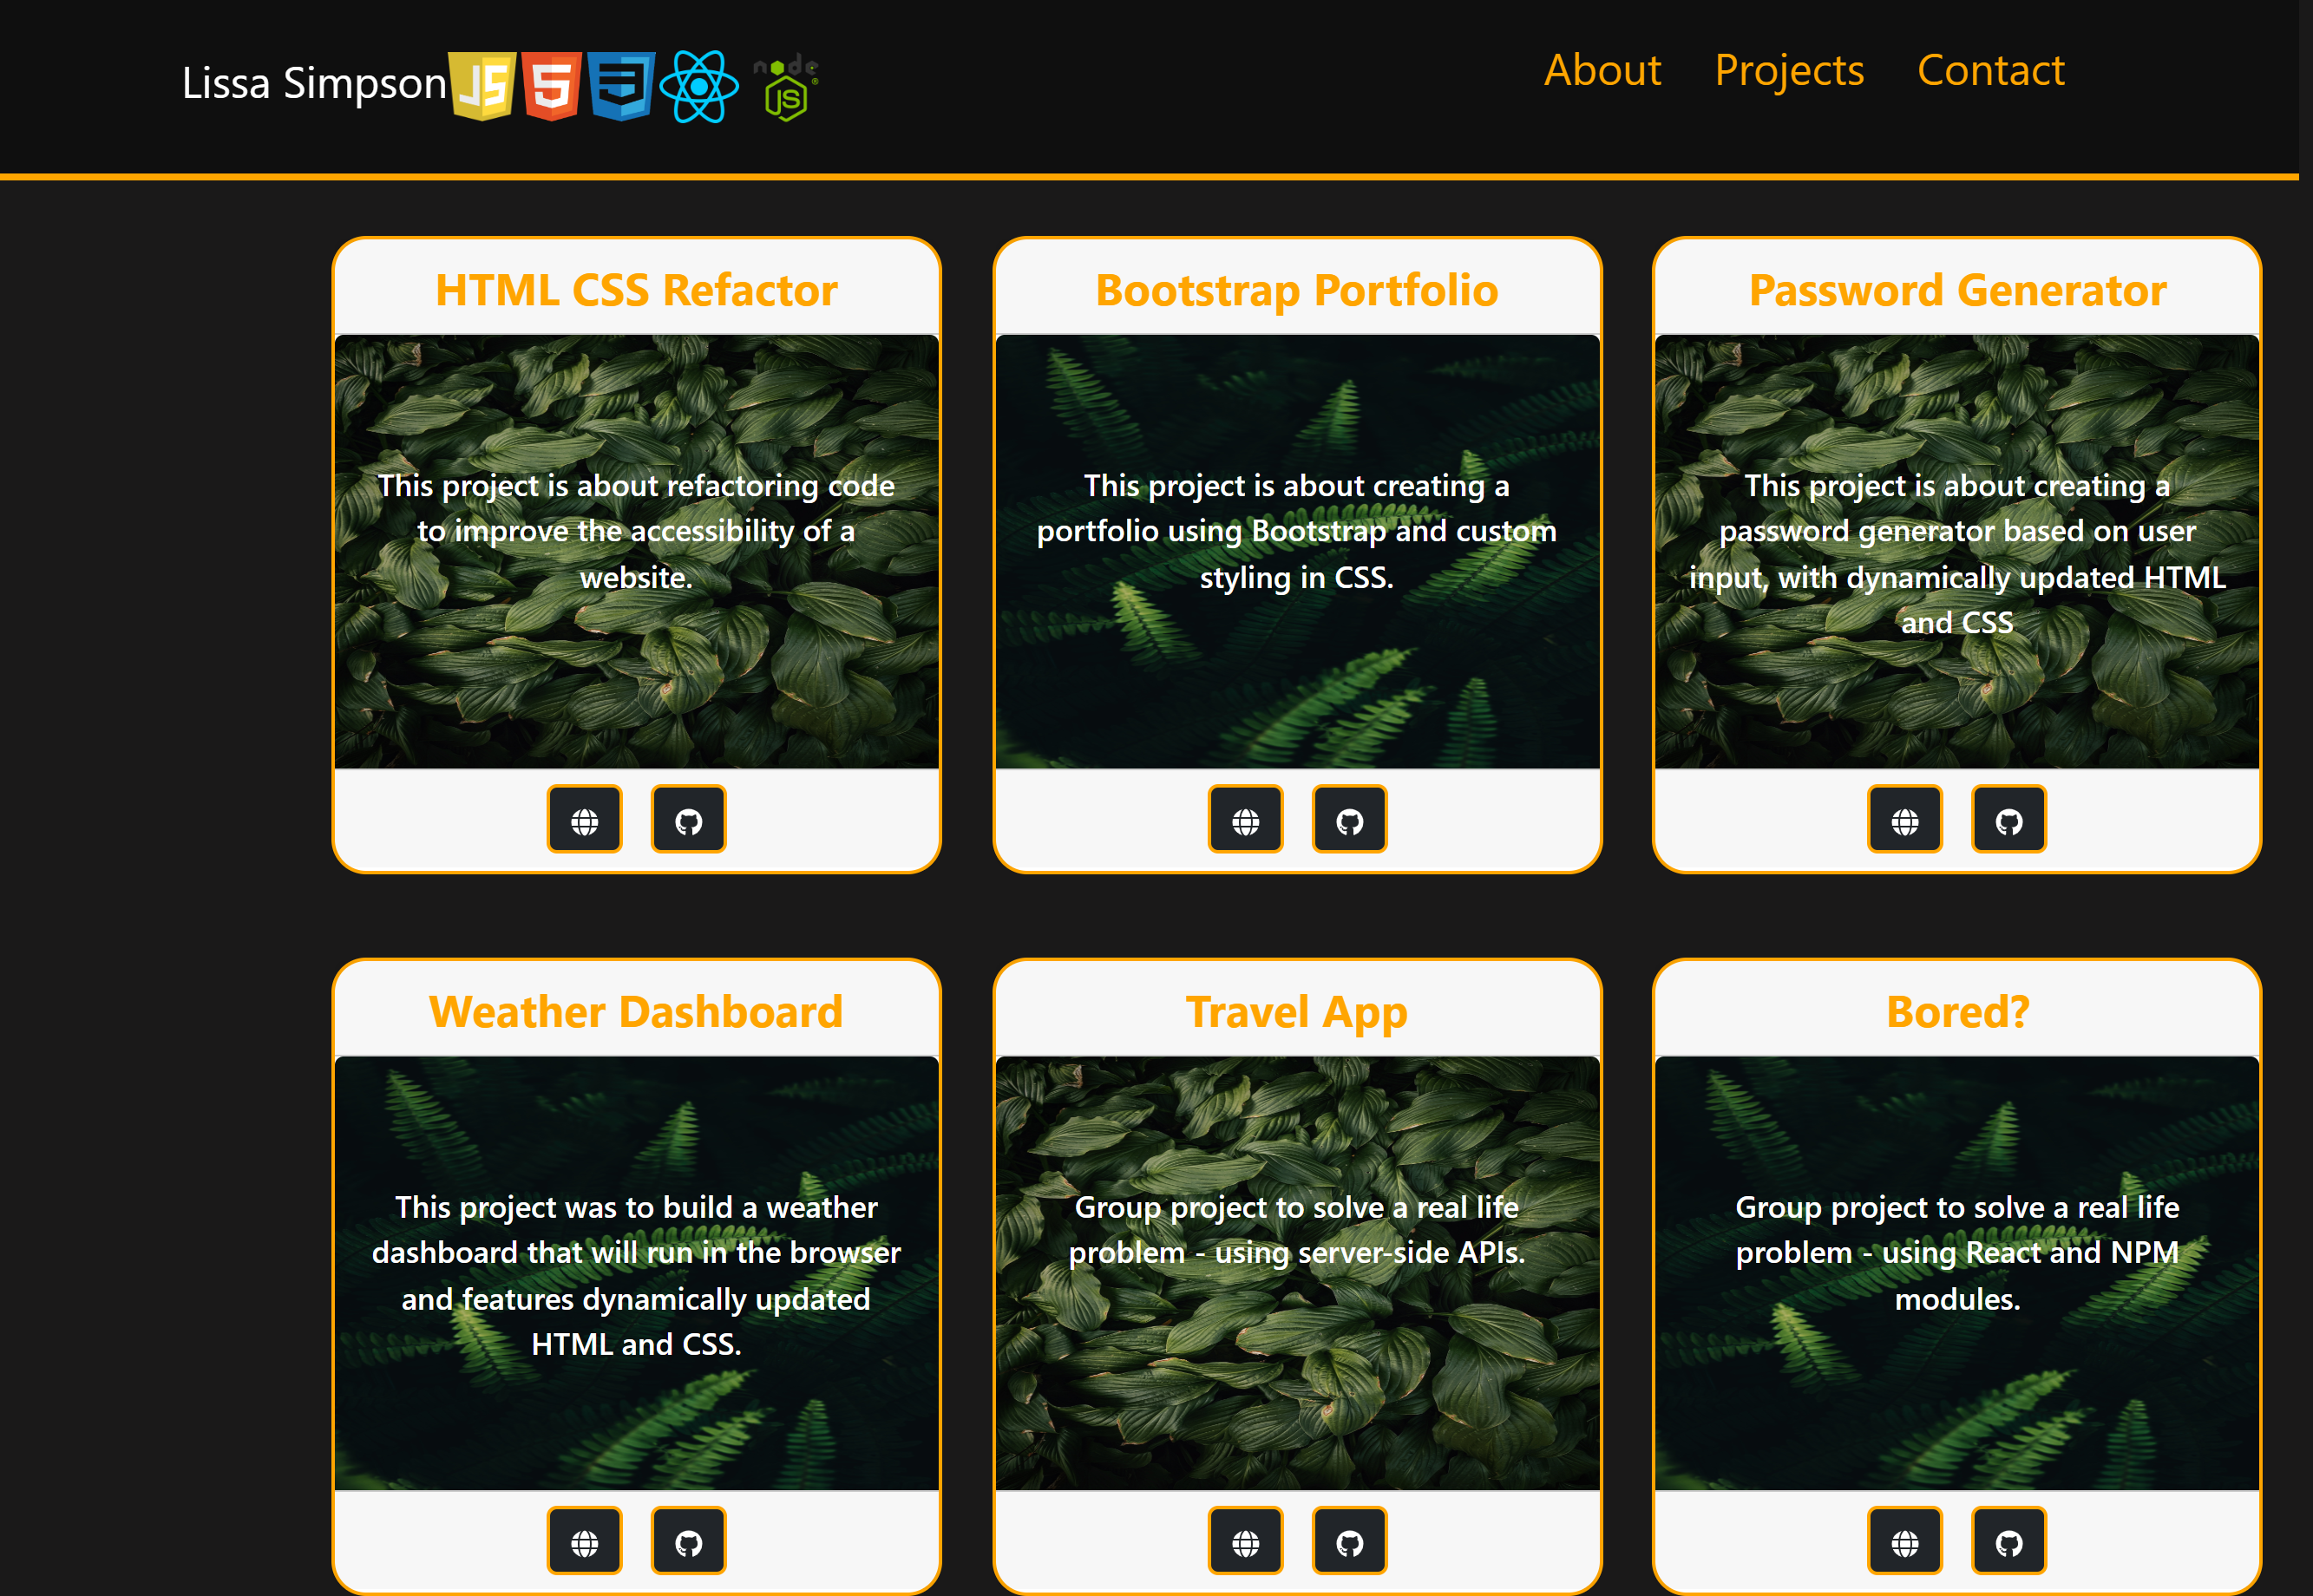 Lissa Simpson JS 5 3 node JS ®
About Projects Contact
HTML CSS Refactor
This project is about refactoring code
to improve the accessibility of a
website.
Bootstrap Portfolio
This project is about creating a
portfolio using Bootstrap and custom
styling in CSS.
Password Generator
This project is about creating a
password generator based on user
input, with dynamically updated HTML
and CSS
Weather Dashboard
This project was to build a weather
dashboard that will run in the browser
and features dynamically updated
HTML and CSS.
Travel App
Group project to solve a real life
problem - using server-side APIs.
Bored?
Group project to solve a real life
problem - using React and NPM
modules.